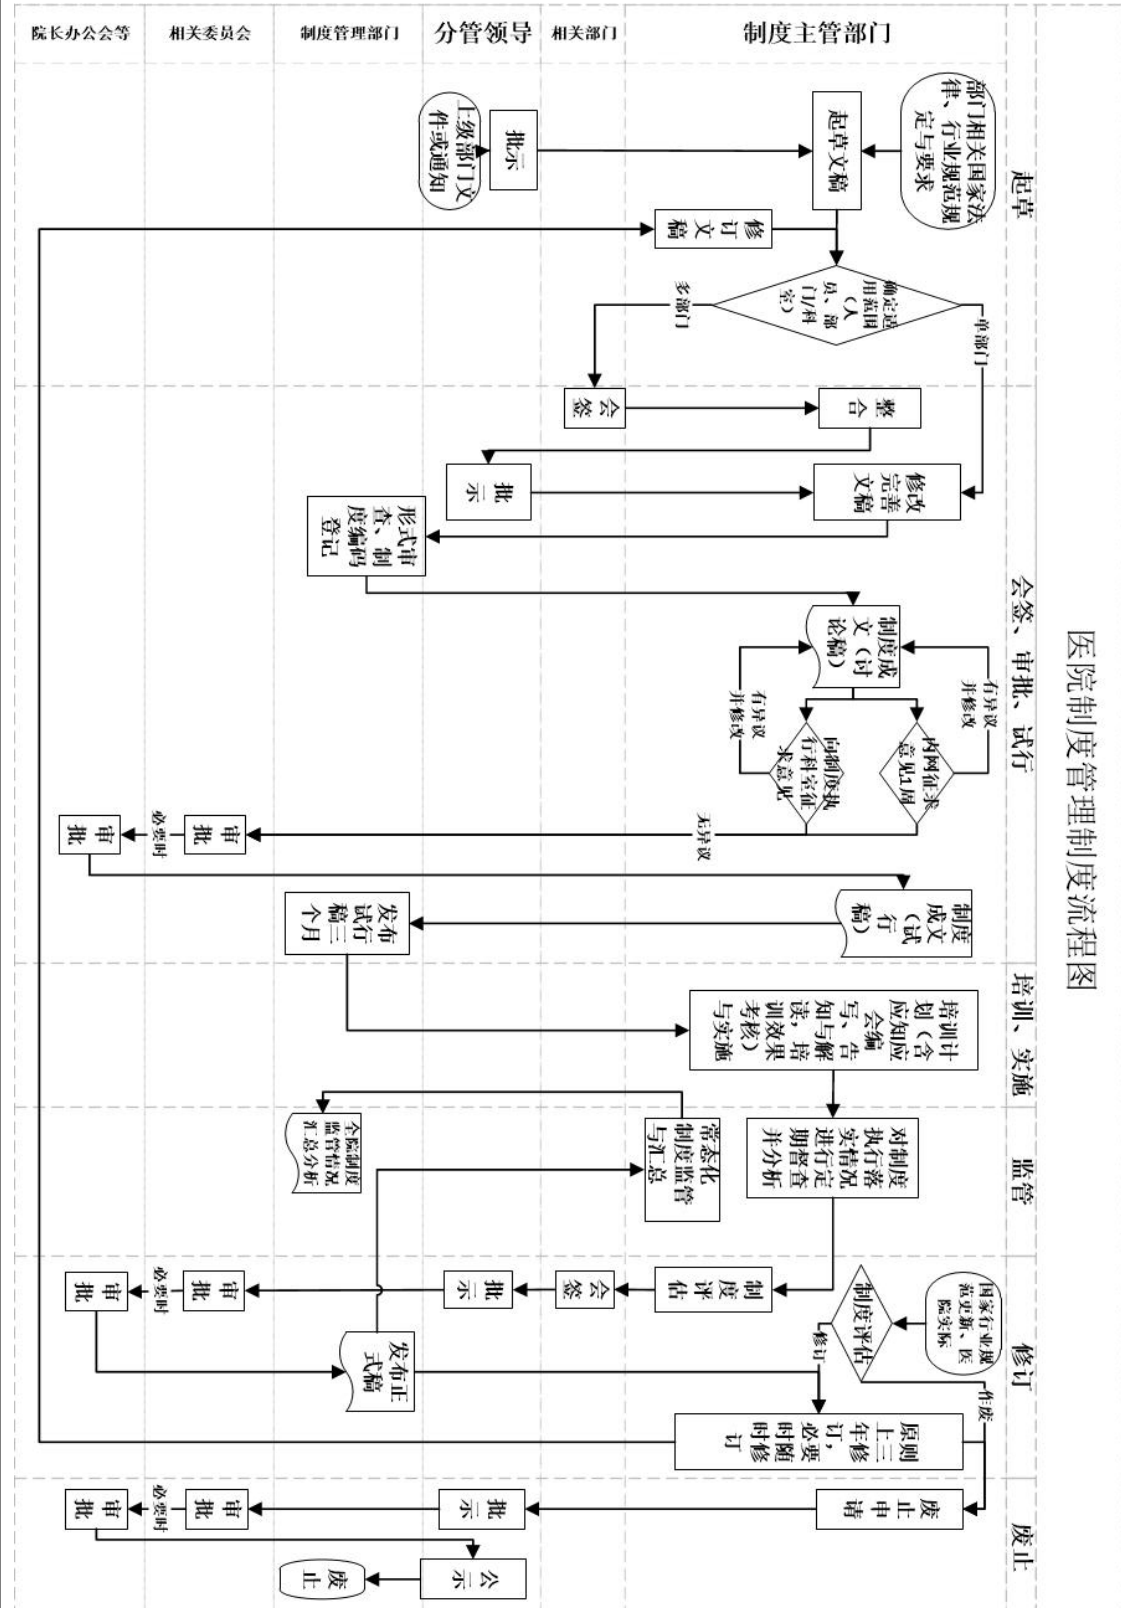 医院制度管理制度流程图
院长办公会等
相关委员会
制度管理部门
分管领导
相关部门
制度主管部门
起草
部门相关国家法
律、行业规范规
定与要求
起草文稿
批示
上级部门文
件或通知
修订文稿
确定适
用范围
（人
员、部
门/科
室）
单部门
多部门
会签、审批、试行
会签
整合
批示
修改
完善
文稿
形式审
查、制
度编码
登记
制度成
文（讨
论稿）
有异议
并修改
有异议
并修改
内网征求
意见1周
向制度执
行科室征
求意见
无异议
审批
必要时
审批
制度
成文
（试
行
稿）
发布
试行
稿三
个月
培训、实施
培训计
划（含
应知应
会编
写、告
知与解
读，培
训效果
考核）
与实施
监管
对制度
执行落
实情况
进行定
期督查
并分析
常态化
制度监管
与汇总
全院制度
监管情况
汇总分析
修订
国家行业规
范更新、医
院实际
制度评估
修订
作废
制度评估
会签
批示
审批
必要时
审批
发布正
式稿
原则
上三
年修
订，
必要
时随
时修
订
废止
废止申请
批示
审批
必要时
审批
公示
废止